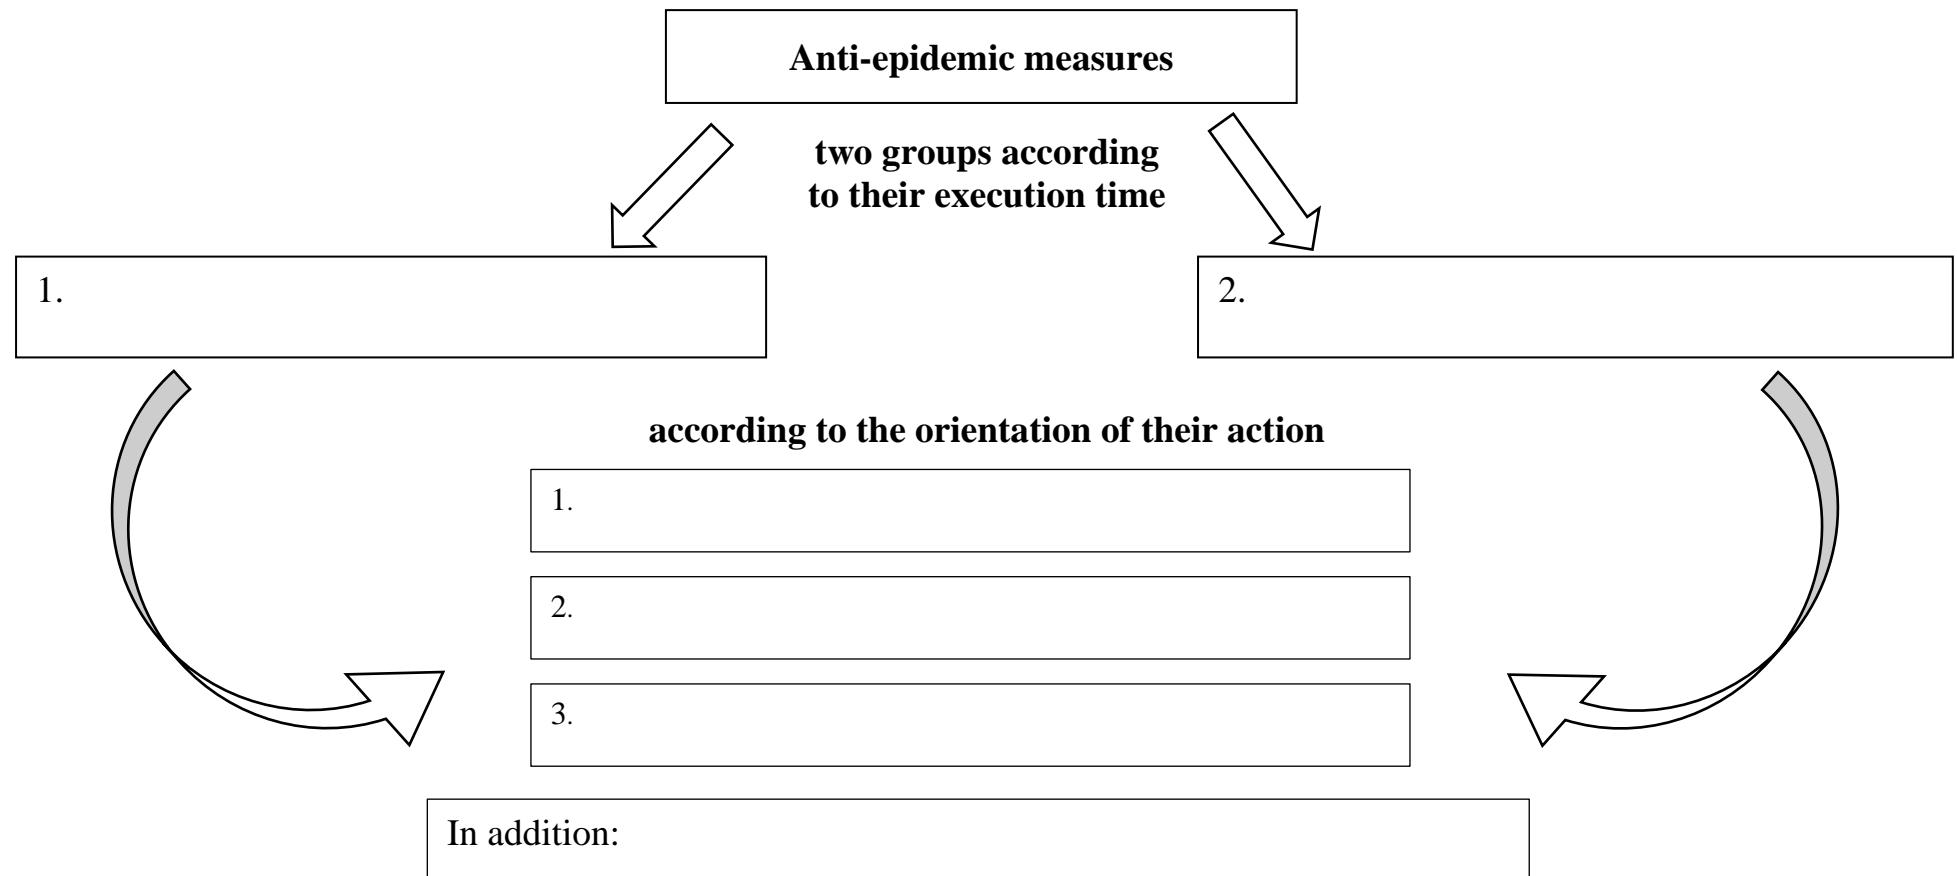 Anti-epidemic measures
two groups according
to their execution time
1.
2.
according to the orientation of their action
1.
2.
3.
In addition: